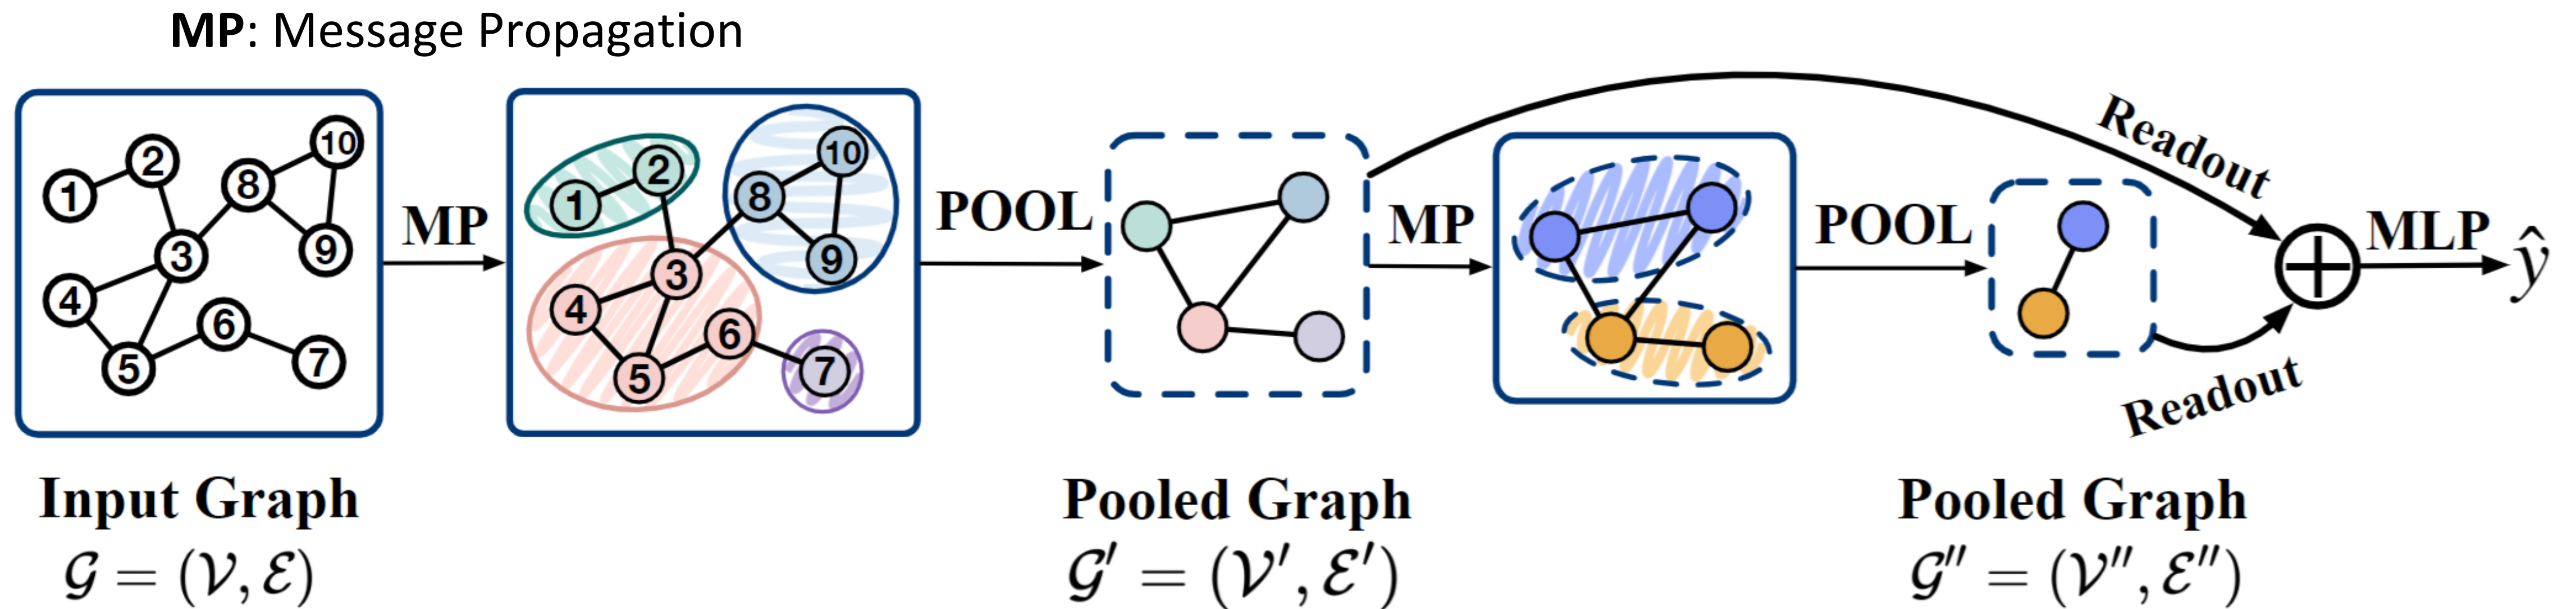 MP: Message Propagation
1
2
3
4
5
6
7
8
9
10
MP
1
2
3
4
5
6
7
8
9
10
POOL
MP
POOL
Readout
Readout
MLP
ŷ
Input Graph
𝒢 = (𝒱, ℰ)
Pooled Graph
𝒢′ = (𝒱′, ℰ′)
Pooled Graph
𝒢″ = (𝒱″, ℰ″)